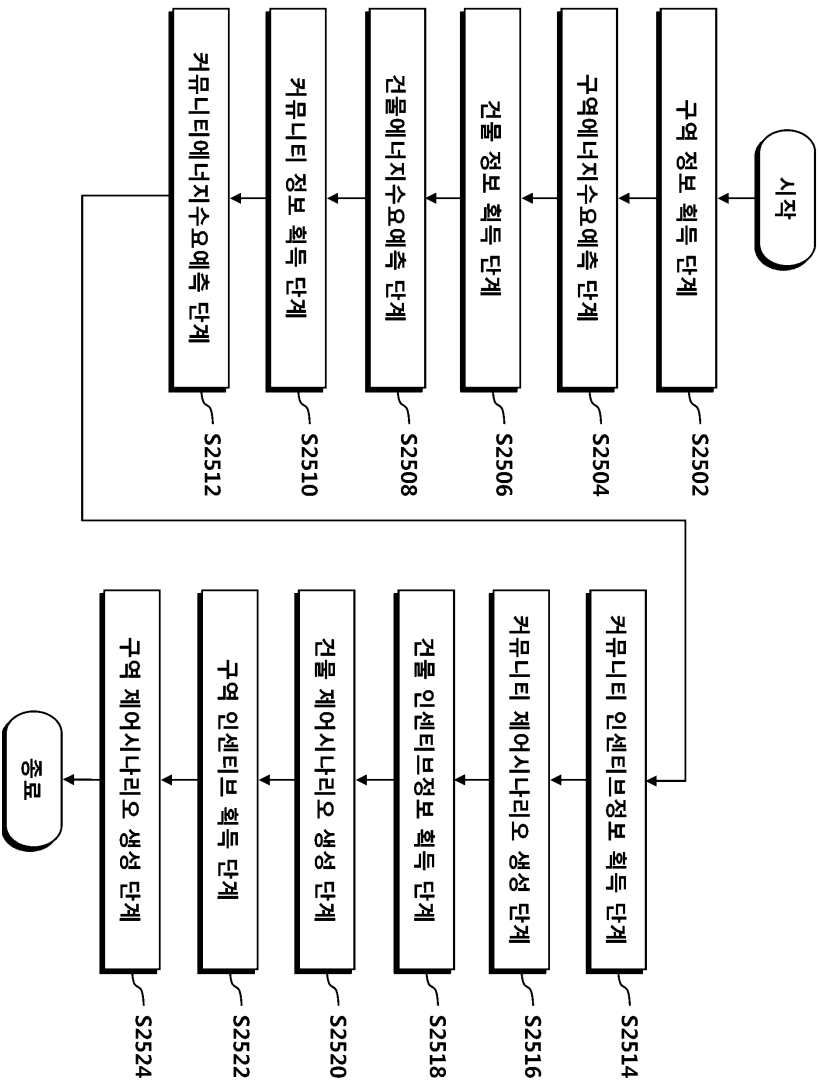 시작
구역 정보 획득 단계
S2502
구역에너지수요예측 단계
S2504
건물 정보 획득 단계
S2506
건물에너지수요예측 단계
S2508
커뮤니티 정보 획득 단계
S2510
커뮤니티에너지수요예측 단계
S2512
커뮤니티 인센티브정보 획득 단계
S2514
커뮤니티 제어시나리오 생성 단계
S2516
건물 인센티브정보 획득 단계
S2518
건물 제어시나리오 생성 단계
S2520
구역 인센티브 획득 단계
S2522
구역 제어시나리오 생성 단계
S2524
종료